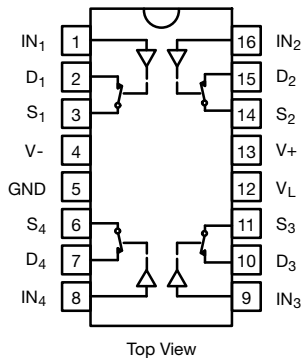 IN1 1 16 IN2
D1 2 15 D2
S1 3 14 S2
V- 4 13 V+
GND 5 12 VL
S4 6 11 S3
D4 7 10 D3
IN4 8 9 IN3
Top View